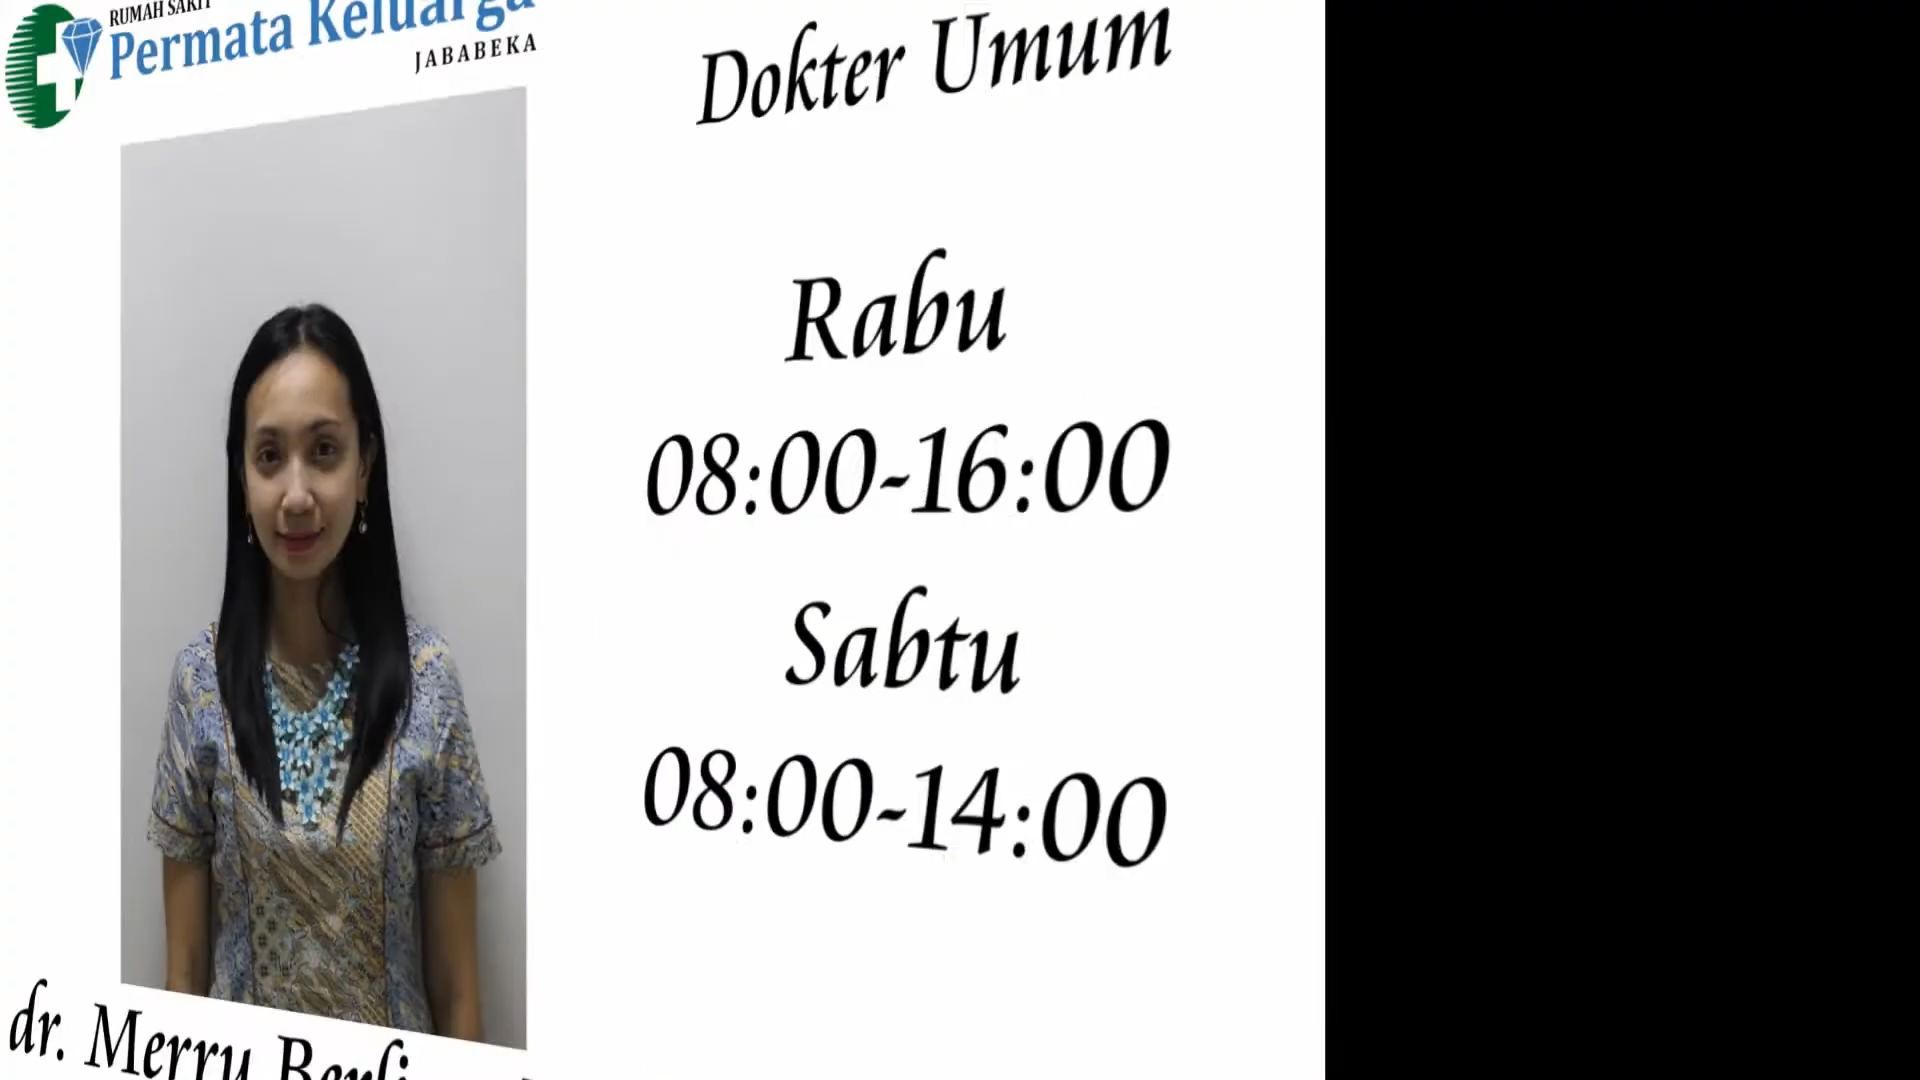 RUMAH SAKIT
Permata Keluarga
JABABEKA
Dokter Umum
Rabu
08:00-16:00
Sabtu
08:00-14:00
dr. Merry